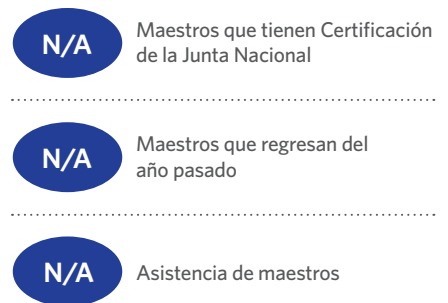 N/A
Maestros que tienen Certificación
de la Junta Nacional
N/A
Maestros que regresan del
año pasado
N/A
Asistencia de maestros